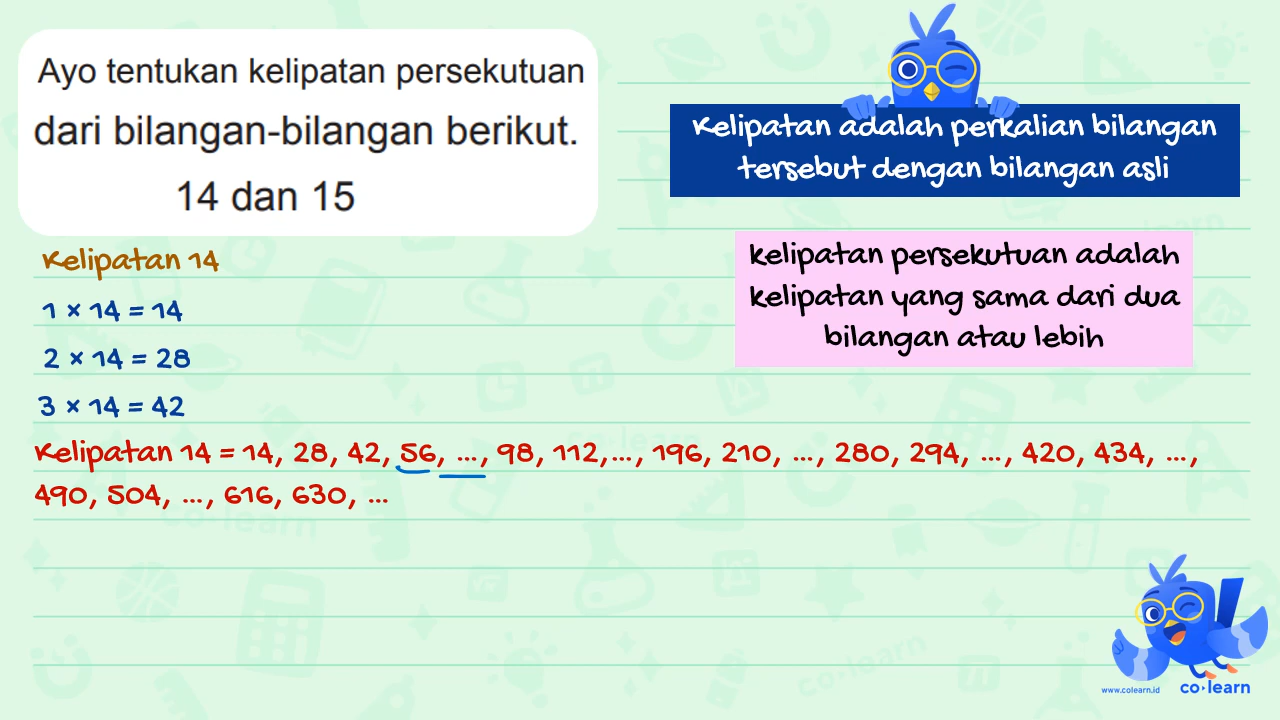 Ayo tentukan kelipatan persekutuan
dari bilangan-bilangan berikut.
14 dan 15
Kelipatan adalah perkalian bilangan
tersebut dengan bilangan asli
kelipatan persekutuan adalah
kelipatan yang sama dari dua
bilangan atau lebih
Kelipatan 14
1 × 14 = 14
2 × 14 = 28
3 × 14 = 42
Kelipatan 14 = 14, 28, 42, 56, ..., 98, 112,..., 196, 210, ..., 280, 294, ..., 420, 434, ...,
490, 504, ..., 616, 630, ...
www.colearn.id
co·learn